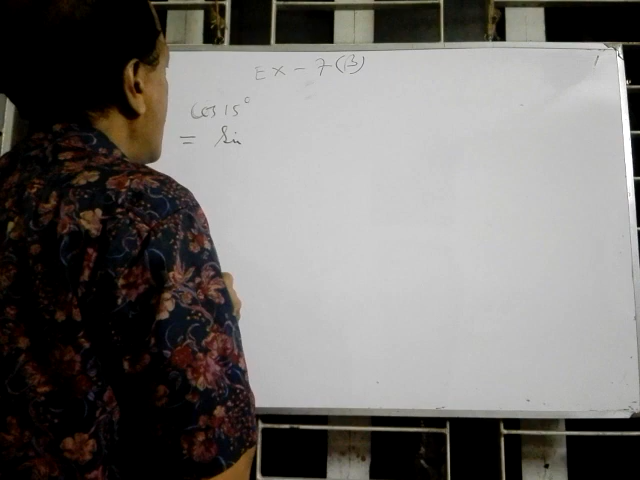 Ex - 7(B)
Cos 15°
= Sin